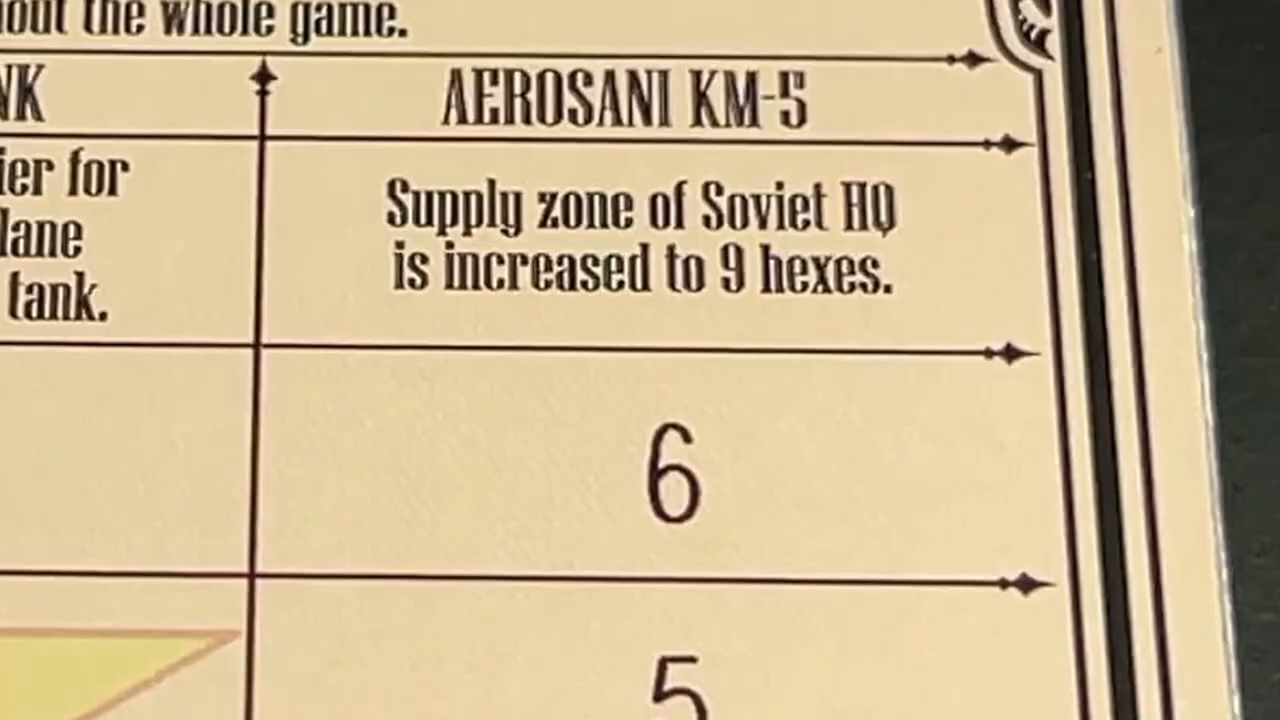 out the whole game.
NK
AEROSANI KM-5
ier for
lane
tank.
Supply zone of Soviet HQ
is increased to 9 hexes.
6
5